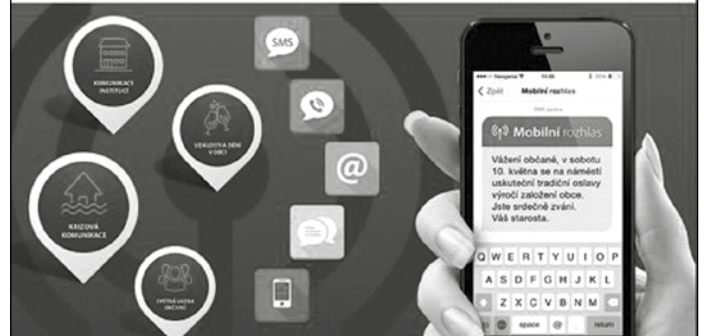 KOMUNIKACE
INSTITUCÍ
UDÁLOSTI A DĚNÍ
V OBCI
KRIZOVÁ
KOMUNIKACE
ZPĚTNÁ VAZBA
OBČANŮ
SMS
@
Zpět
Mobilní rozhlas
Mobilní rozhlas
Vážení občané, v sobotu
10. května se na náměstí
uskuteční tradiční oslavy
výročí založení obce.
Jste srdečně zváni.
Váš starosta.
Q W E R T Y U I O P
A S D F G H J K L
Z X C V B N M
@ space @ . return